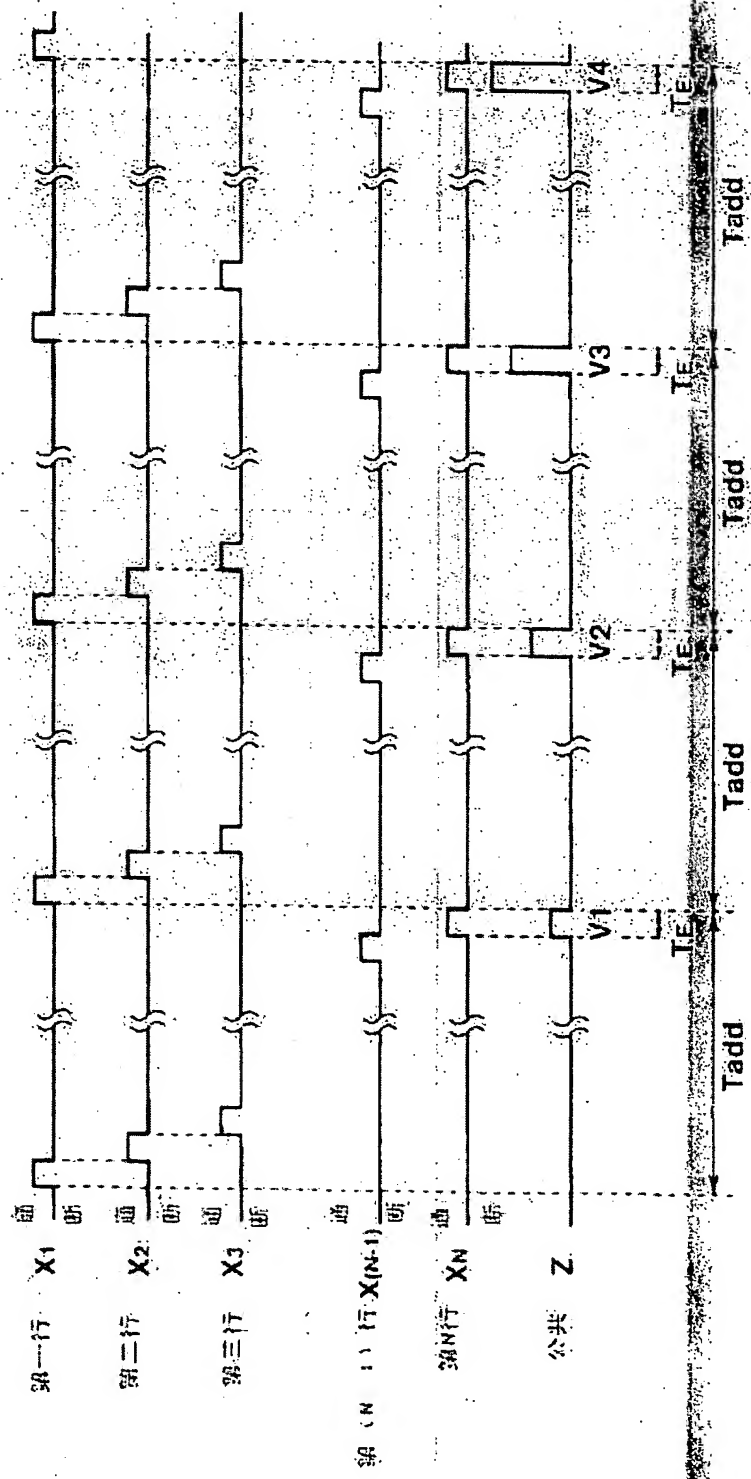 第一行 X1 通 断
第二行 X2 通 断
第三行 X3 通 断
第(N-1)行 X(N-1) 通 断
第N行 XN 通 断
公共 Z
V1 V2 V3 V4
TE TE TE TE
Tadd Tadd Tadd Tadd